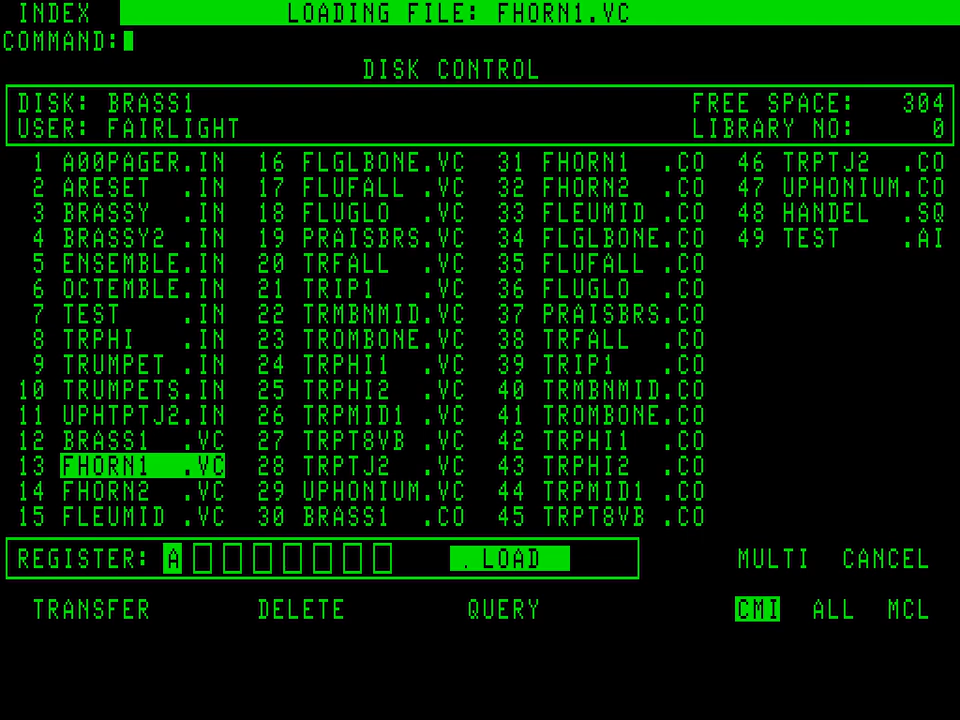 INDEX LOADING FILE: FHORN1.VC
COMMAND:
DISK CONTROL
DISK: BRASS1 FREE SPACE: 304
USER: FAIRLIGHT LIBRARY NO: 0
1 A00PAGER.IN 16 FLGLBONE.VC 31 FHORN1 .CO 46 TRPTJ2 .CO
2 ARESET .IN 17 FLUFALL .VC 32 FHORN2 .CO 47 UPHONIUM.CO
3 BRASSY .IN 18 FLUGLO .VC 33 FLEUMID .CO 48 HANDEL .SQ
4 BRASSY2 .IN 19 PRAISBRS.VC 34 FLGLBONE.CO 49 TEST .AI
5 ENSEMBLE.IN 20 TRFALL .VC 35 FLUFALL .CO
6 OCTEMBLE.IN 21 TRIP1 .VC 36 FLUGLO .CO
7 TEST .IN 22 TRMBNMID.VC 37 PRAISBRS.CO
8 TRPHI .IN 23 TROMBONE.VC 38 TRFALL .CO
9 TRUMPET .IN 24 TRPHI1 .VC 39 TRIP1 .CO
10 TRUMPETS.IN 25 TRPHI2 .VC 40 TRMBNMID.CO
11 UPHTPTJ2.IN 26 TRPMID1 .VC 41 TROMBONE.CO
12 BRASS1 .VC 27 TRPT8VB .VC 42 TRPHI1 .CO
13 FHORN1 .VC 28 TRPTJ2 .VC 43 TRPHI2 .CO
14 FHORN2 .VC 29 UPHONIUM.VC 44 TRPMID1 .CO
15 FLEUMID .VC 30 BRASS1 .CO 45 TRPT8VB .CO
REGISTER: A . LOAD MULTI CANCEL
TRANSFER DELETE QUERY CMI ALL MCL